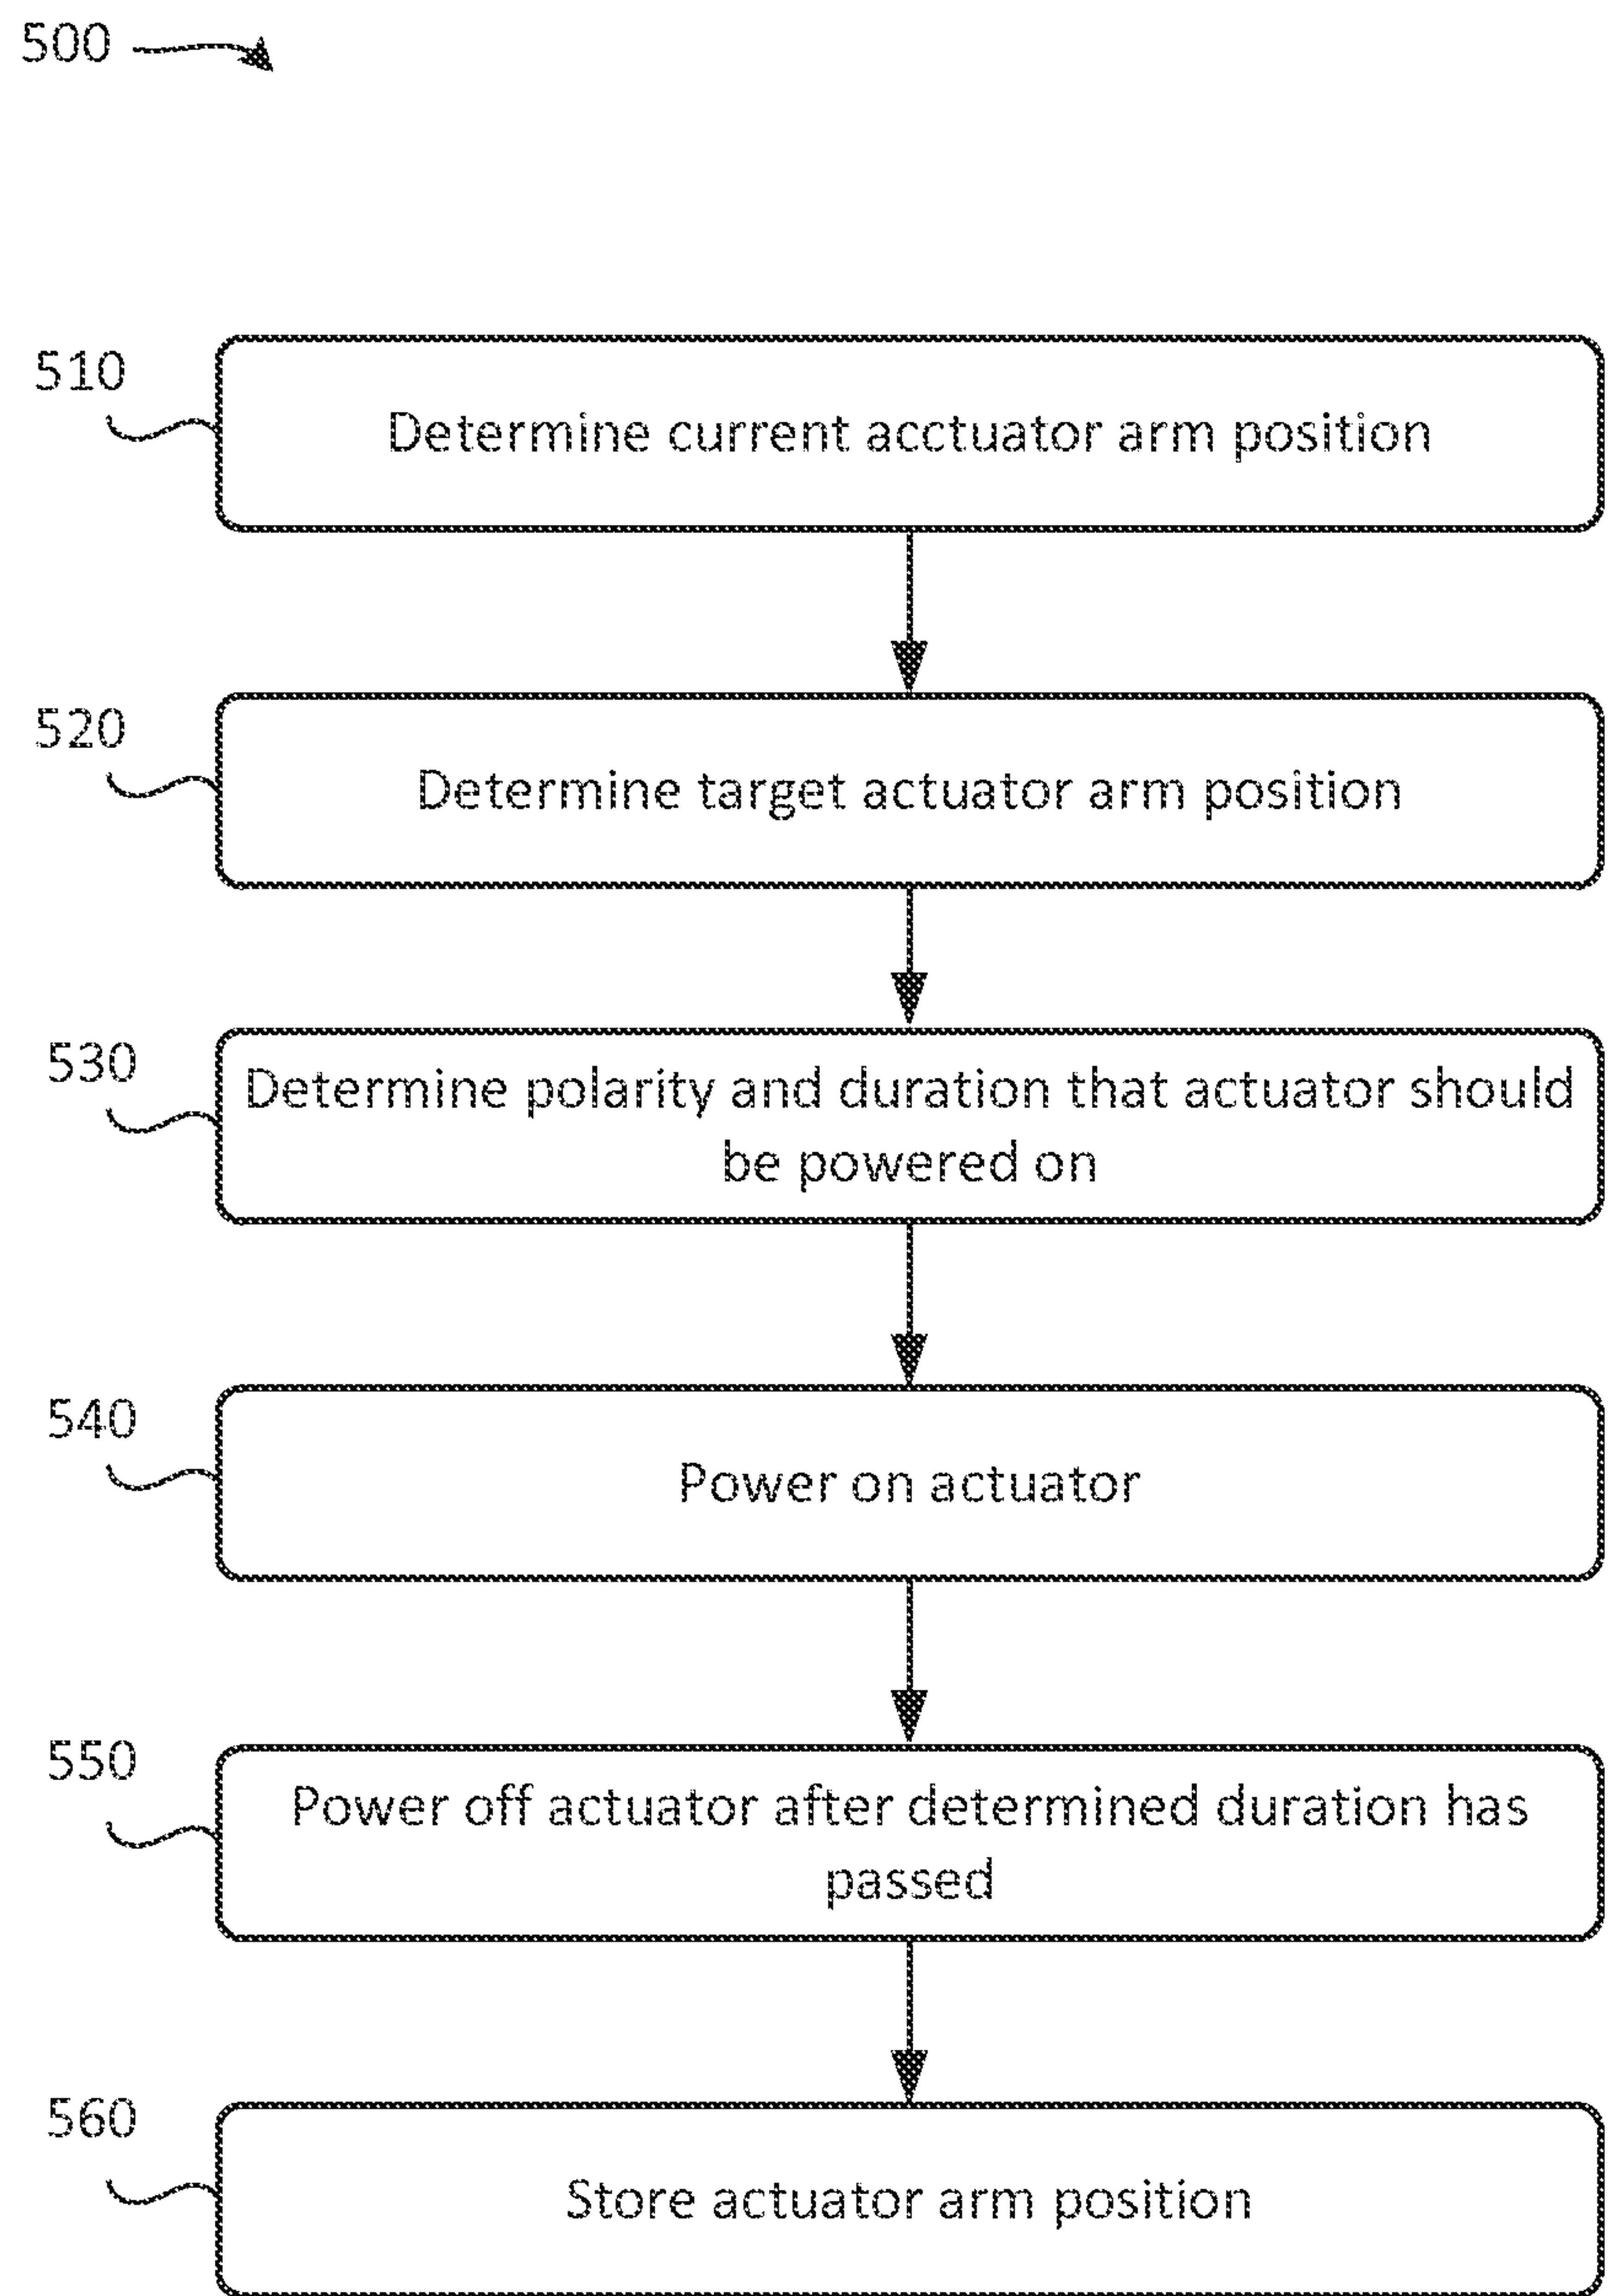 500
510
Determine current acctuator arm position
520
Determine target actuator arm position
530
Determine polarity and duration that actuator should
be powered on
540
Power on actuator
550
Power off actuator after determined duration has
passed
560
Store actuator arm position